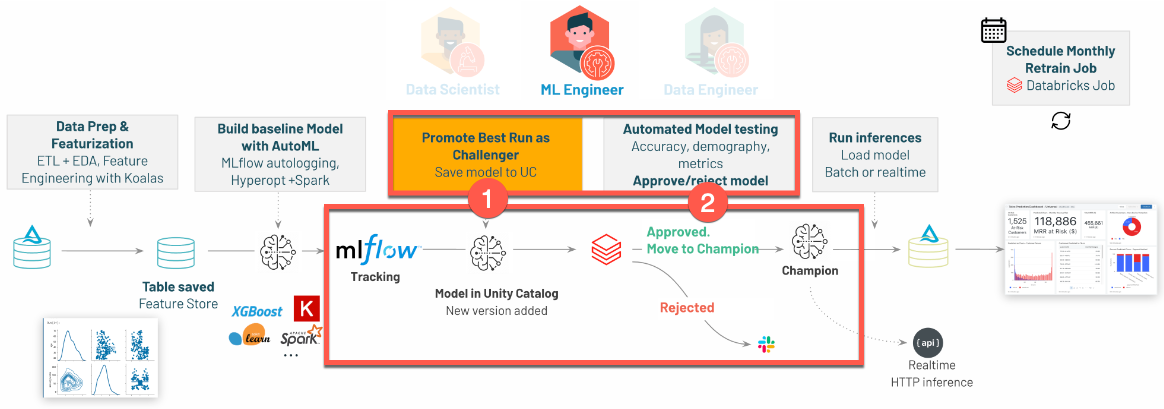 Data Scientist
ML Engineer
Data Engineer
Schedule Monthly
Retrain Job
Databricks Job
Data Prep &
Featurization
ETL + EDA, Feature
Engineering with Koalas
Build baseline Model
with AutoML
MLflow autologging,
Hyperopt +Spark
Promote Best Run as
Challenger
Save model to UC
Automated Model testing
Accuracy, demography,
metrics
Approve/reject model
Run inferences
Load model
Batch or realtime
1
2
Table saved
Feature Store
XGBoost
K
learn
APACHE
Spark
...
mlflow
Tracking
Model in Unity Catalog
New version added
Approved.
Move to Champion
Rejected
Champion
{api}
Realtime
HTTP inference
1,525
118,886
MRR at Risk ($)